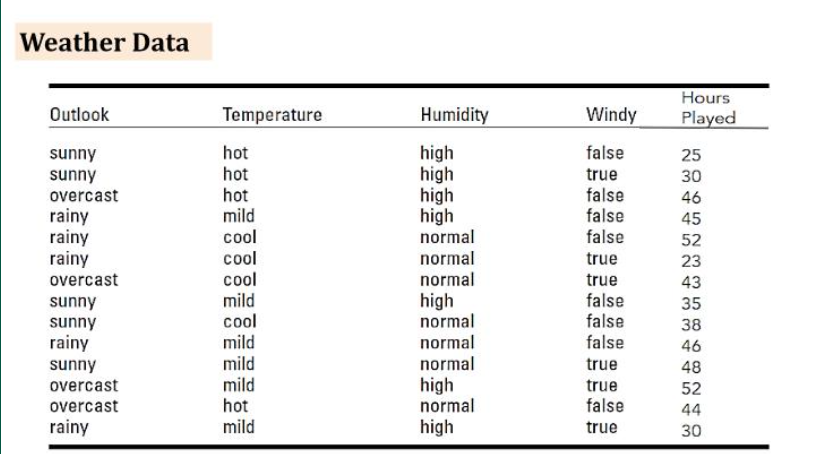 Weather Data
Hours
Outlook Temperature Humidity Windy Played
sunny hot high false 25
sunny hot high true 30
overcast hot high false 46
rainy mild high false 45
rainy cool normal false 52
rainy cool normal true 23
overcast cool normal true 43
sunny mild high false 35
sunny cool normal false 38
rainy mild normal false 46
sunny mild normal true 48
overcast mild high true 52
overcast hot normal false 44
rainy mild high true 30